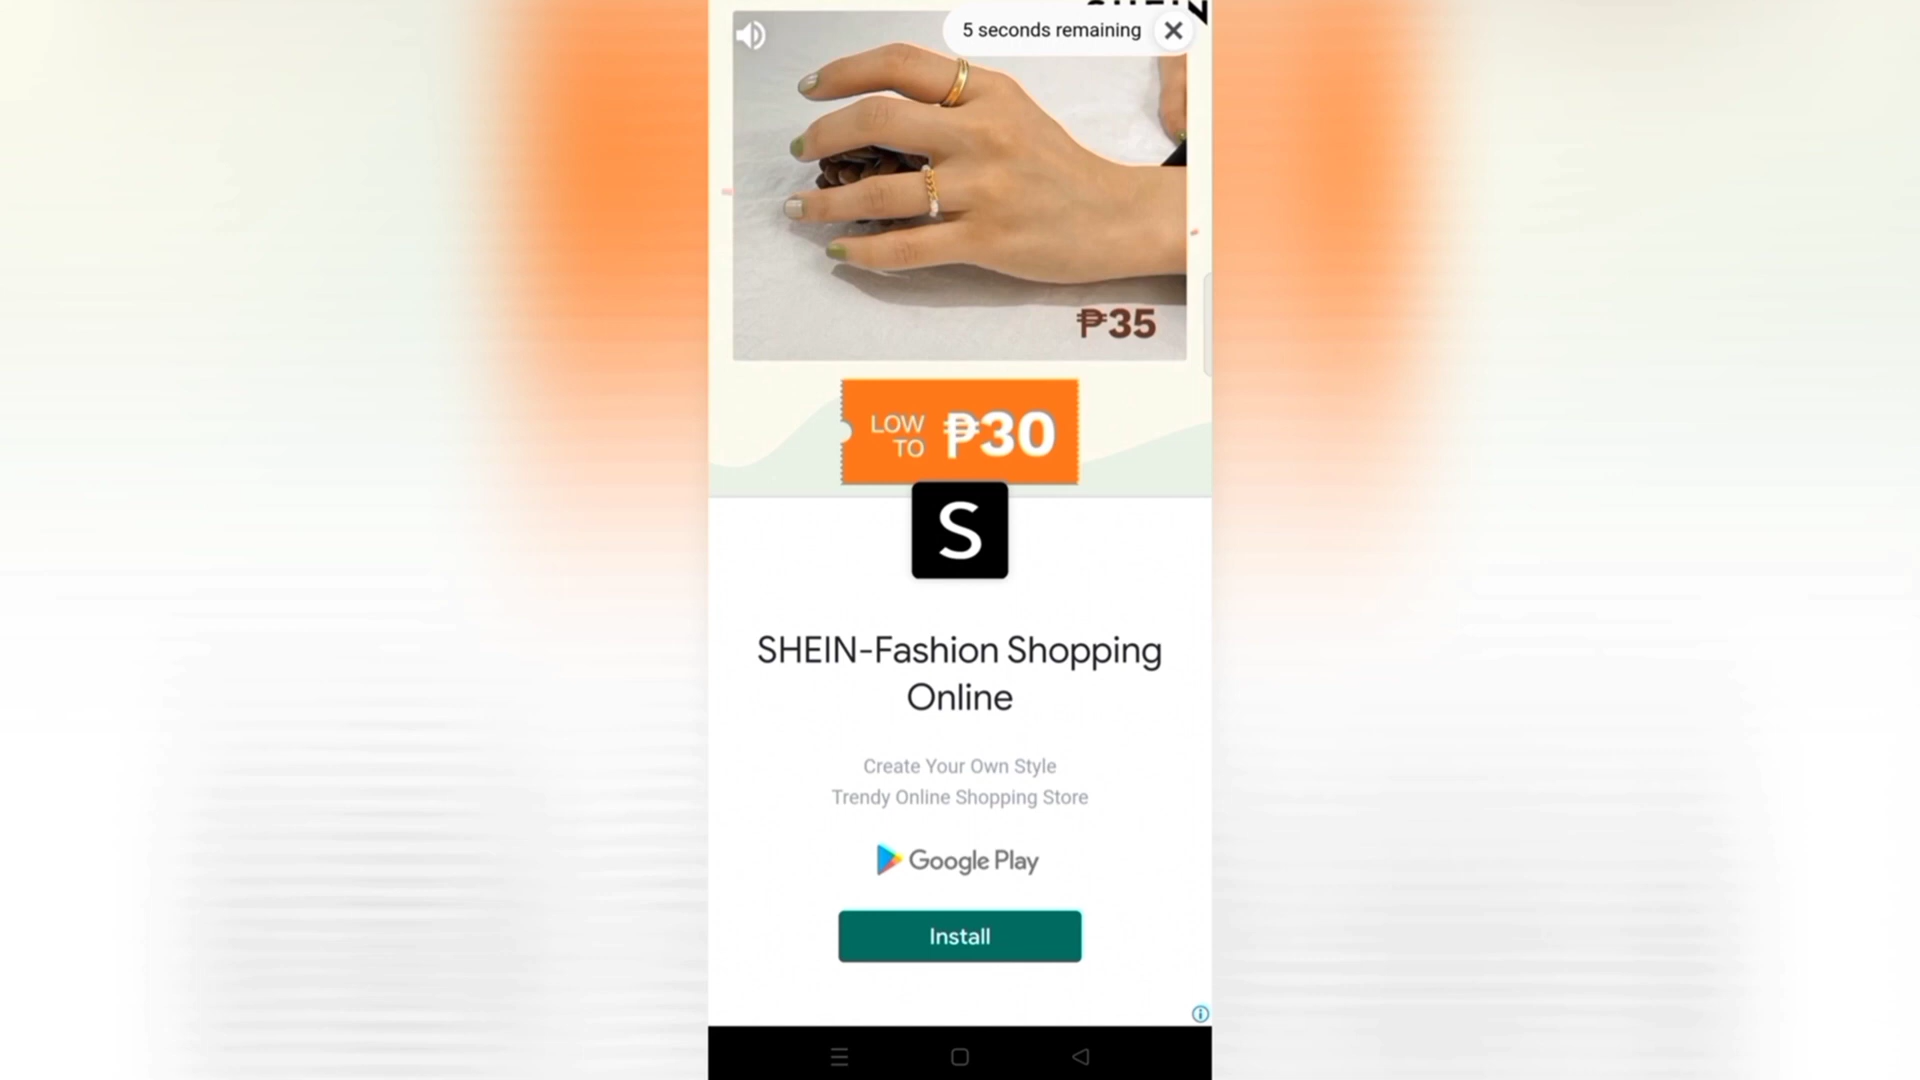 SHEIN
5 seconds remaining
₱35
LOW
TO
₱30
S
SHEIN-Fashion Shopping
Online
Create Your Own Style
Trendy Online Shopping Store
Google Play
Install